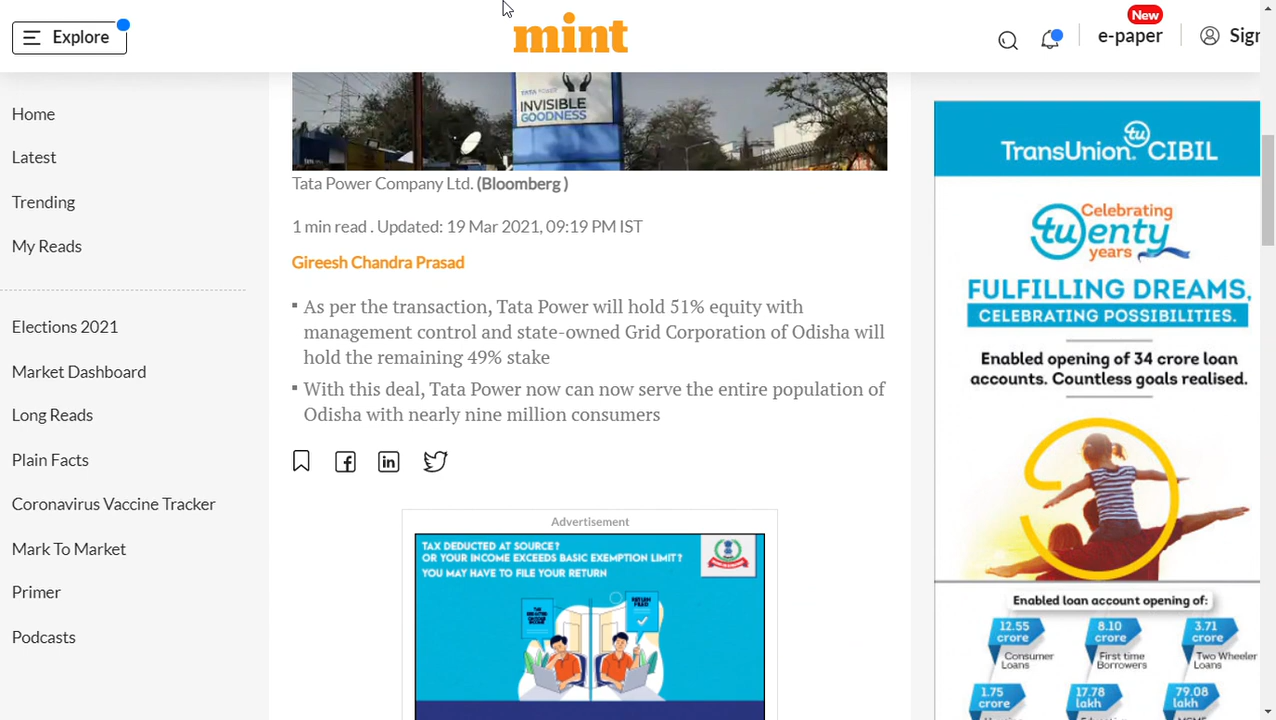 Explore
mint
New
e-paper
Sign
Home
Latest
Trending
My Reads
Elections 2021
Market Dashboard
Long Reads
Plain Facts
Coronavirus Vaccine Tracker
Mark To Market
Primer
Podcasts
TATA POWER
INVISIBLE
GOODNESS
Tata Power Company Ltd. (Bloomberg )
1 min read . Updated: 19 Mar 2021, 09:19 PM IST
Gireesh Chandra Prasad
As per the transaction, Tata Power will hold 51% equity with
management control and state-owned Grid Corporation of Odisha will
hold the remaining 49% stake
With this deal, Tata Power now can now serve the entire population of
Odisha with nearly nine million consumers
Advertisement
TAX DEDUCTED AT SOURCE?
OR YOUR INCOME EXCEEDS BASIC EXEMPTION LIMIT?
YOU MAY HAVE TO FILE YOUR RETURN
tu
TransUnion. CIBIL
Celebrating
twenty
years
FULFILLING DREAMS,
CELEBRATING POSSIBILITIES.
Enabled opening of 34 crore loan
accounts. Countless goals realised.
Enabled loan account opening of:
12.55 crore
Consumer Loans
8.10 crore
First time Borrowers
3.71 crore
Two Wheeler Loans
1.75 crore
17.78 lakh
79.08 lakh